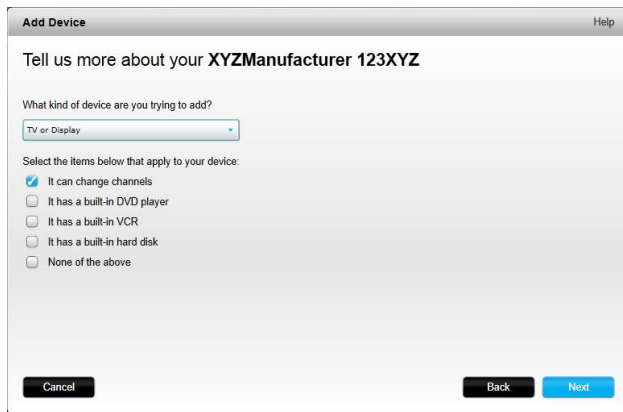 Add Device
Help
Tell us more about your XYZManufacturer 123XYZ
What kind of device are you trying to add?
TV or Display
Select the items below that apply to your device:
It can change channels
It has a built-in DVD player
It has a built-in VCR
It has a built-in hard disk
None of the above
Cancel
Back
Next